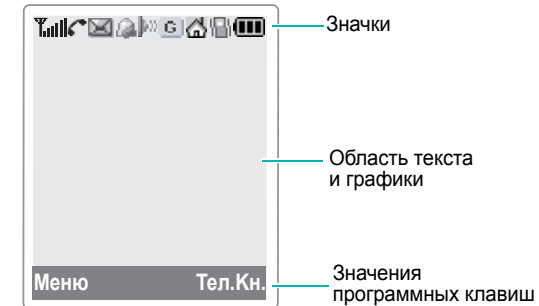 G
Значки
Область текста
и графики
Меню
Тел.Кн.
Значения
программных клавиш